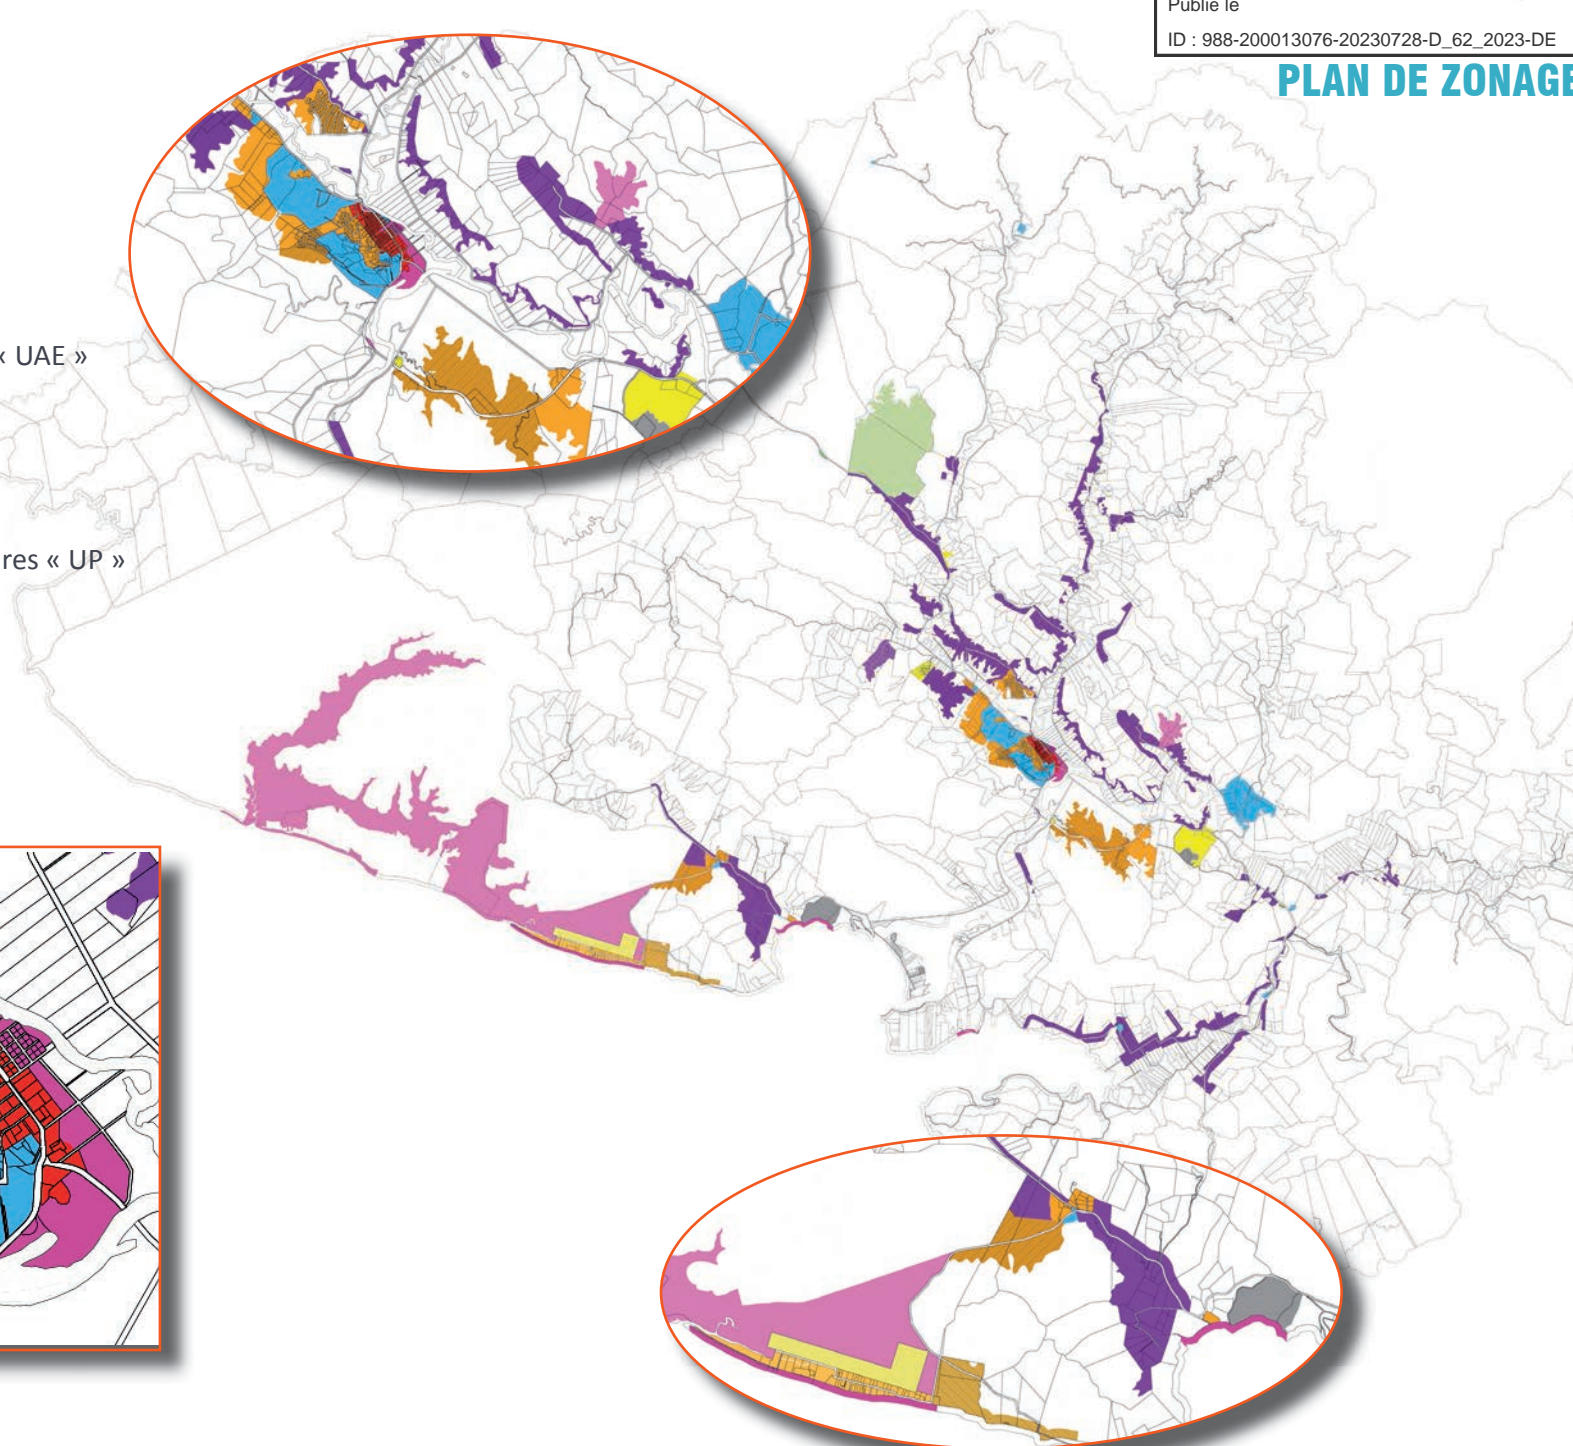 Publié le
ID : 988-200013076-20230728-D_62_2023-DE
PLAN DE ZONAGE
« UAE »
res « UP »